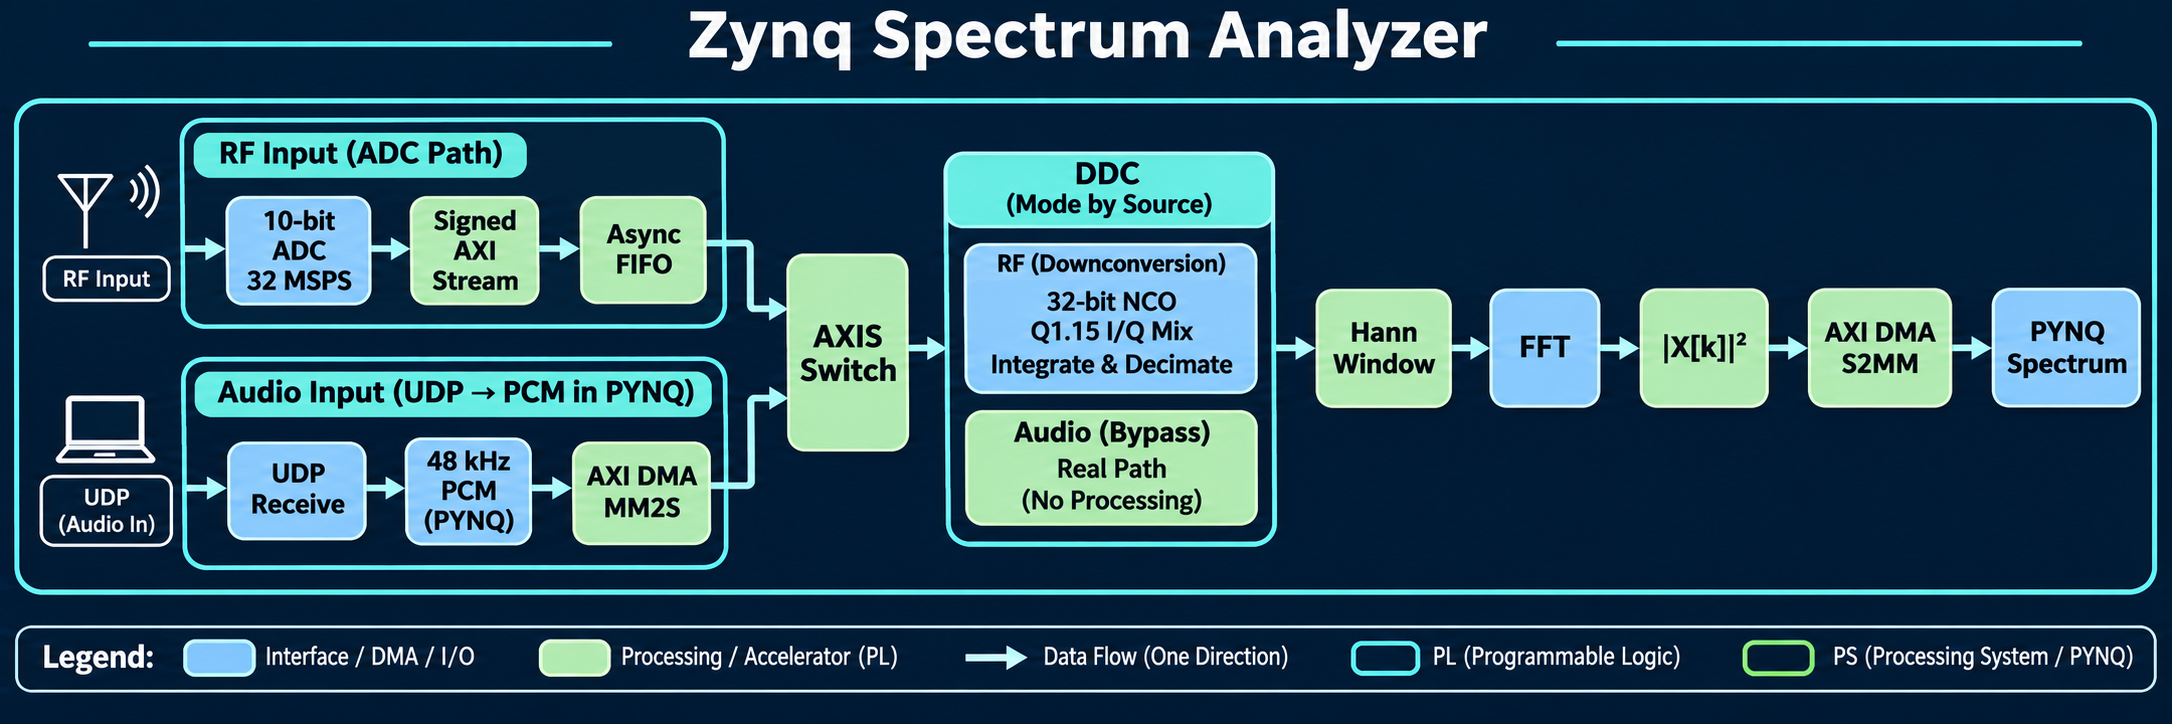 Zynq Spectrum Analyzer
RF Input (ADC Path)
RF Input
10-bit
ADC
32 MSPS
Signed
AXI
Stream
Async
FIFO
Audio Input (UDP → PCM in PYNQ)
UDP
(Audio In)
UDP
Receive
48 kHz
PCM
(PYNQ)
AXI DMA
MM2S
AXIS
Switch
DDC
(Mode by Source)
RF (Downconversion)
32-bit NCO
Q1.15 I/Q Mix
Integrate & Decimate
Audio (Bypass)
Real Path
(No Processing)
Hann
Window
FFT
|X[k]|²
AXI DMA
S2MM
PYNQ
Spectrum
Legend:
Interface / DMA / I/O
Processing / Accelerator (PL)
Data Flow (One Direction)
PL (Programmable Logic)
PS (Processing System / PYNQ)